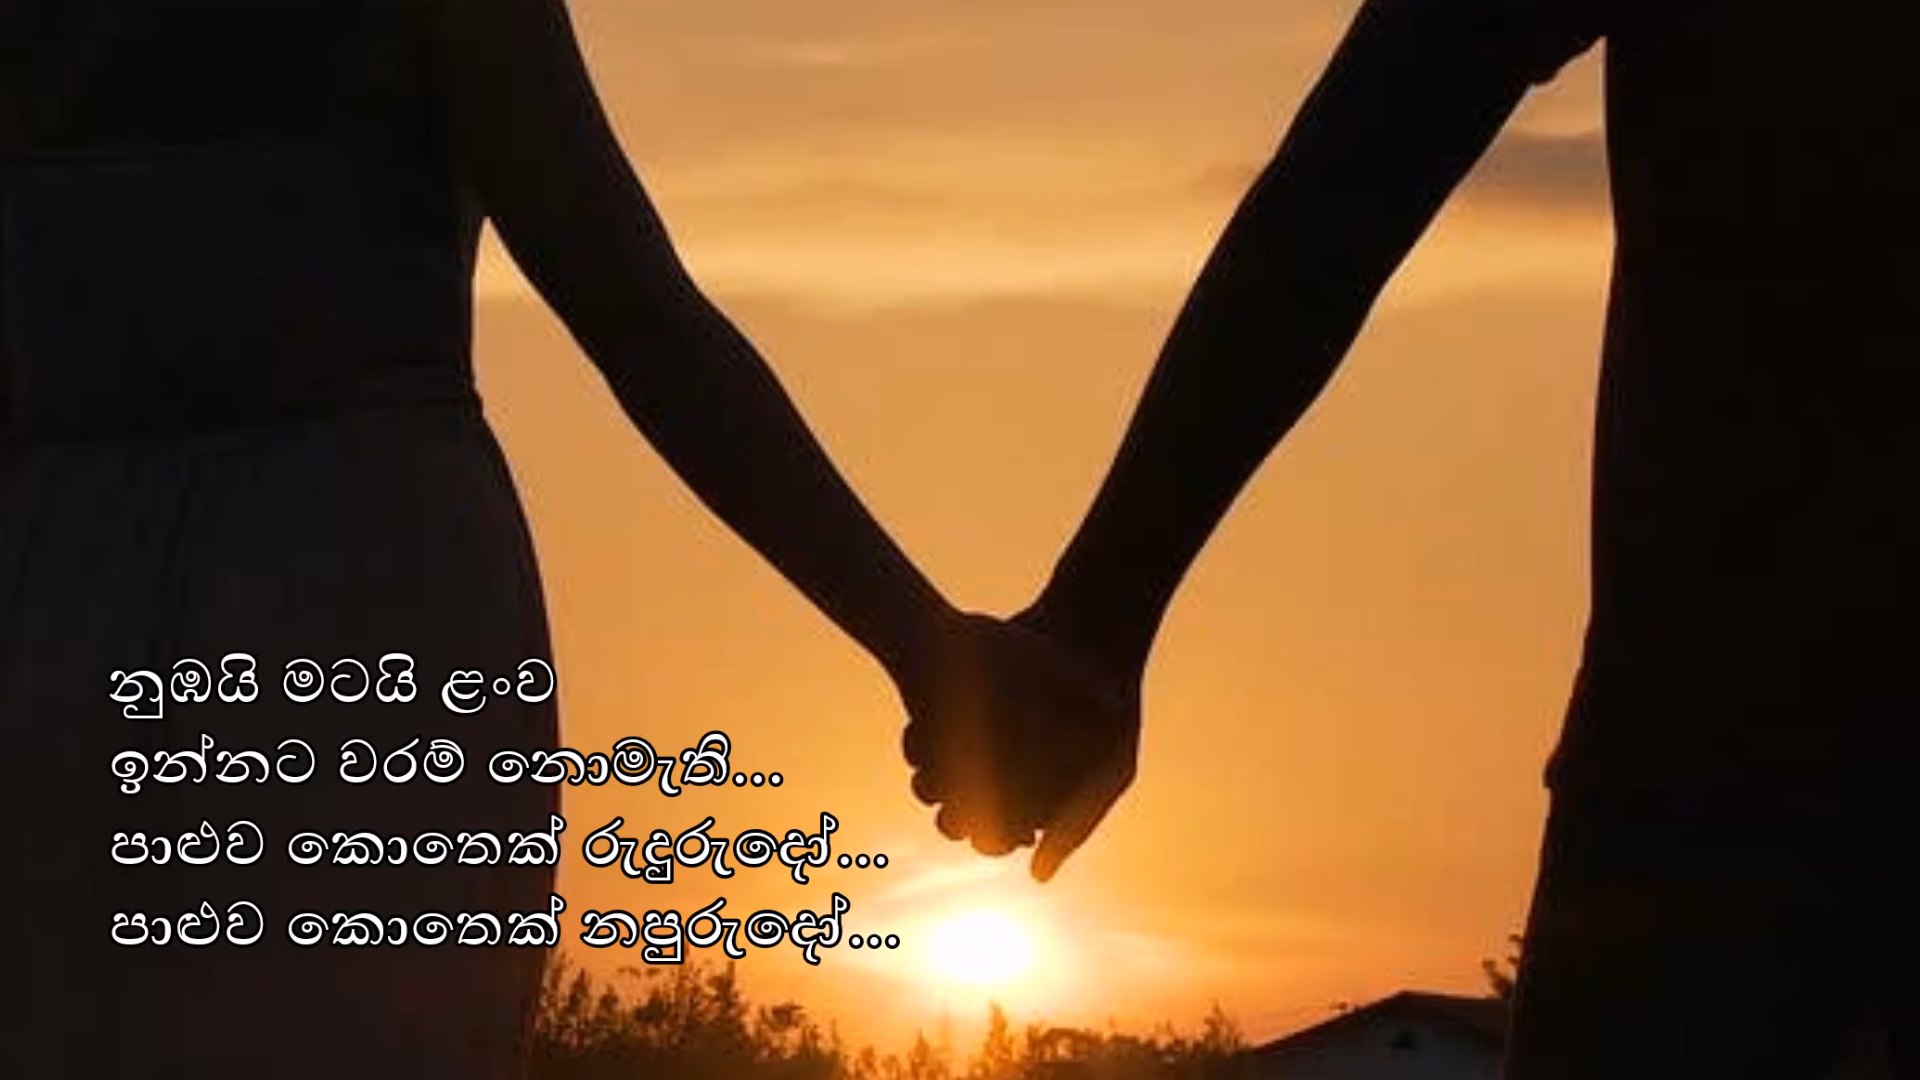 නුඹයි මටයි ළංව
ඉන්නට වරම් නොමැති...
පාළුව කොතෙක් රුදුරුදෝ...
පාළුව කොතෙක් නපුරුදෝ...